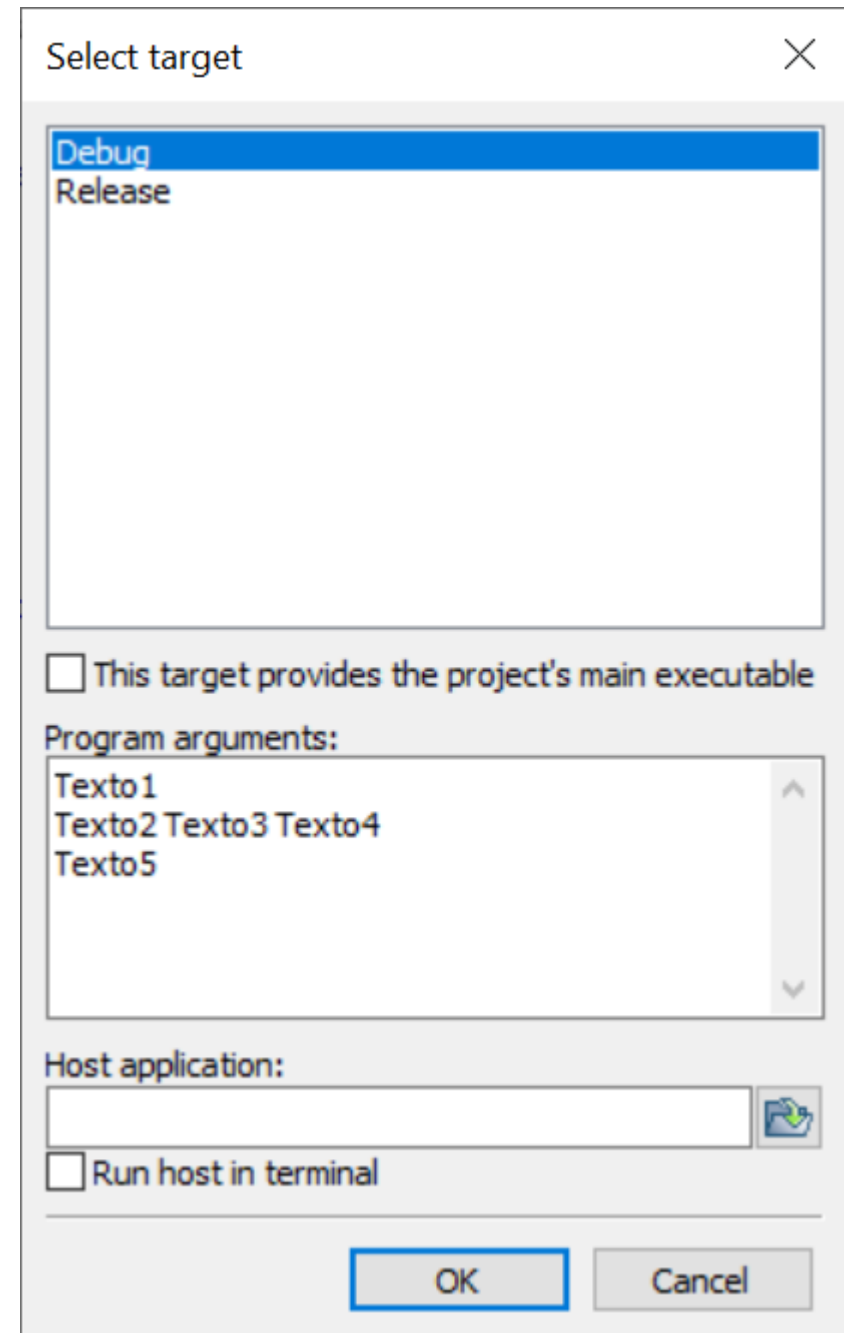 Select target
Debug
Release
This target provides the project's main executable
Program arguments:
Texto1
Texto2 Texto3 Texto4
Texto5
Host application:
Run host in terminal
OK
Cancel